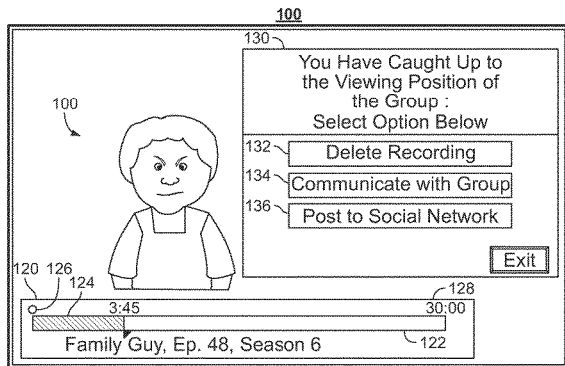 100
130
You Have Caught Up to
the Viewing Position of
the Group :
Select Option Below
100
132
Delete Recording
134
Communicate with Group
136
Post to Social Network
Exit
120
126
124
3:45
128
30:00
122
Family Guy, Ep. 48, Season 6